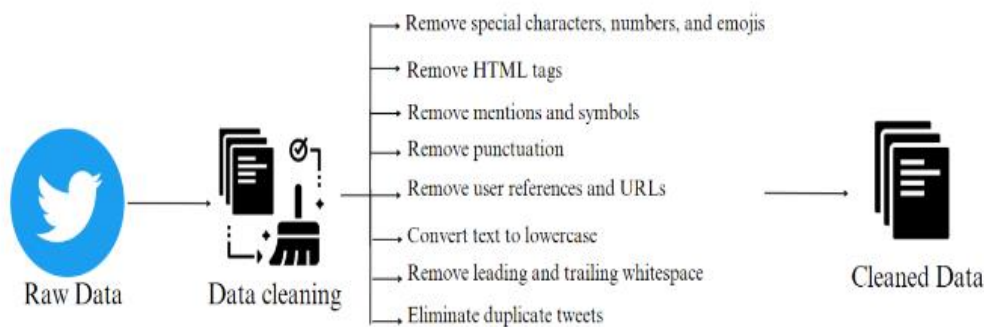 Remove special characters, numbers, and emojis
Remove HTML tags
Remove mentions and symbols
Remove punctuation
Remove user references and URLs
Convert text to lowercase
Remove leading and trailing whitespace
Eliminate duplicate tweets
Raw Data
Data cleaning
Cleaned Data